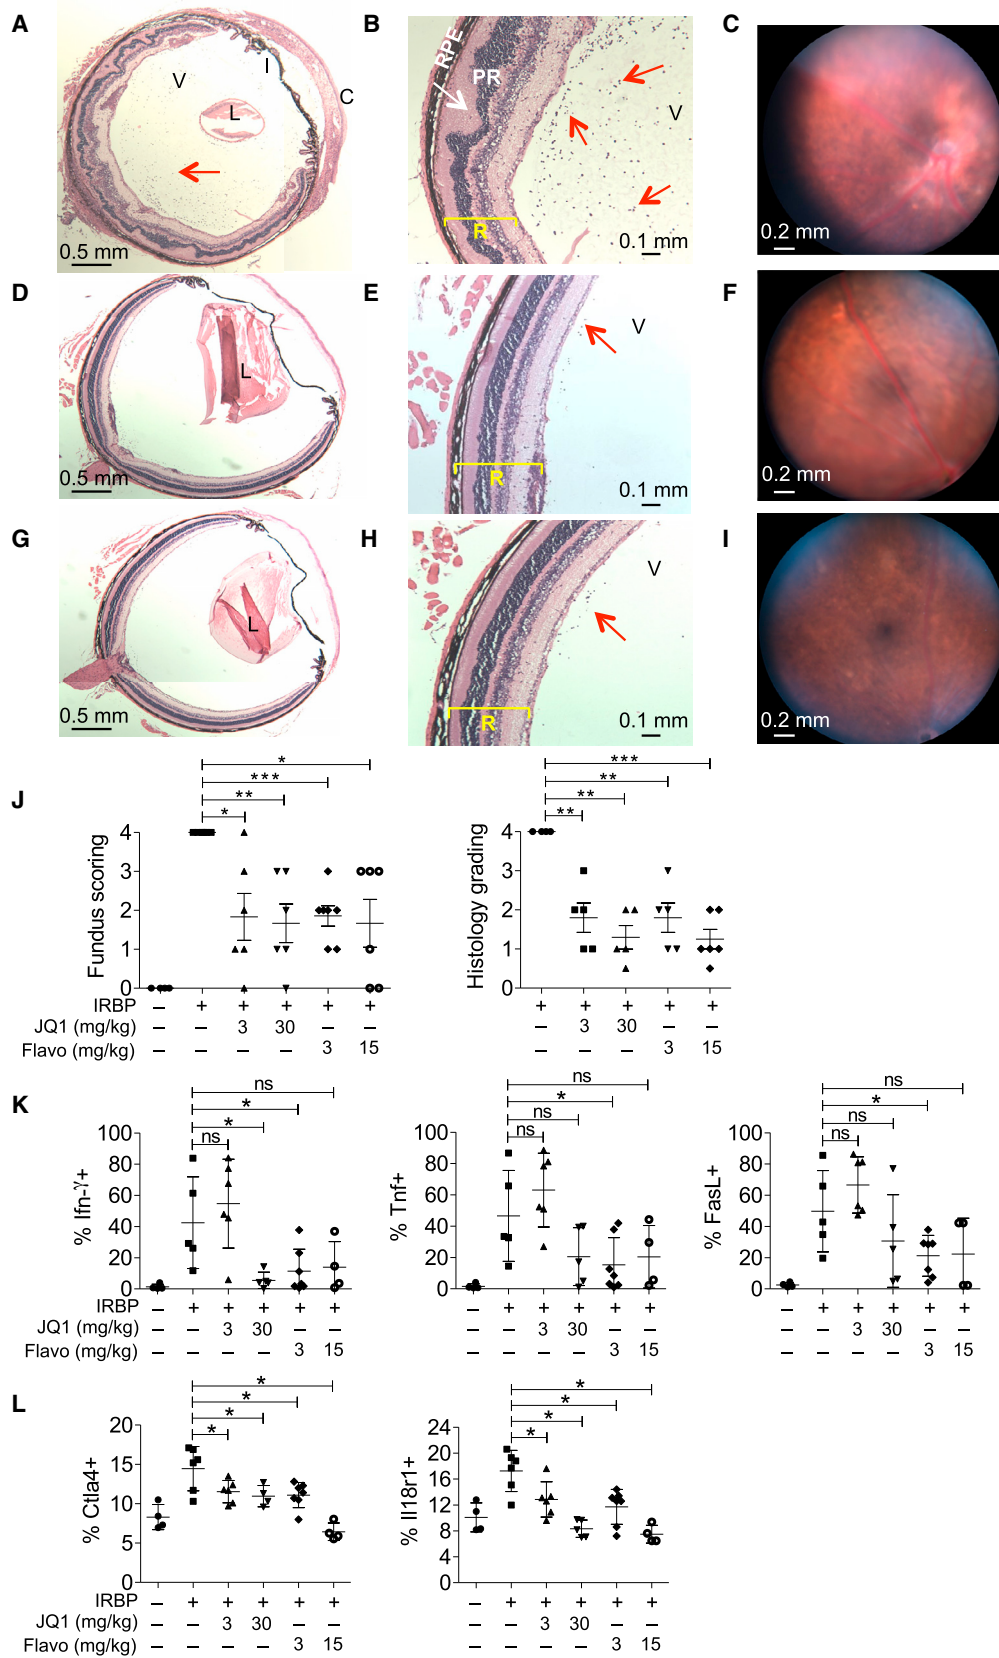 A
V
I
L
C
0.5 mm
B
RPE
PR
V
R
0.1 mm
C
0.2 mm
D
L
0.5 mm
E
V
R
0.1 mm
F
0.2 mm
G
L
0.5 mm
H
V
R
0.1 mm
I
0.2 mm
J
*
***
**
*
Fundus scoring
4
3
2
1
0
IRBP – + + + + +
JQ1 (mg/kg) – – 3 30 – –
Flavo (mg/kg) – – – – 3 15
***
**
**
**
Histology grading
4
3
2
1
0
+ + + + +
– 3 30 – –
– – – 3 15
K
ns
*
*
ns
% Ifn-γ+
100%
80
60
40
20
0
IRBP – + + + + +
JQ1 (mg/kg) – – 3 30 – –
Flavo (mg/kg) – – – – 3 15
ns
*
ns
ns
% Tnf+
100%
80
60
40
20
0
– + + + + +
– – 3 30 – –
– – – – 3 15
ns
*
ns
ns
% FasL+
100%
80
60
40
20
0
– + + + + +
– – 3 30 – –
– – – – 3 15
L
*
*
*
*
% Ctla4+
20
15
10
5
0
IRBP – + + + + +
JQ1 (mg/kg) – – 3 30 – –
Flavo (mg/kg) – – – – 3 15
*
*
*
*
% Il18r1+
24
20
16
12
8
4
0
– + + + + +
– – 3 30 – –
– – – – 3 15